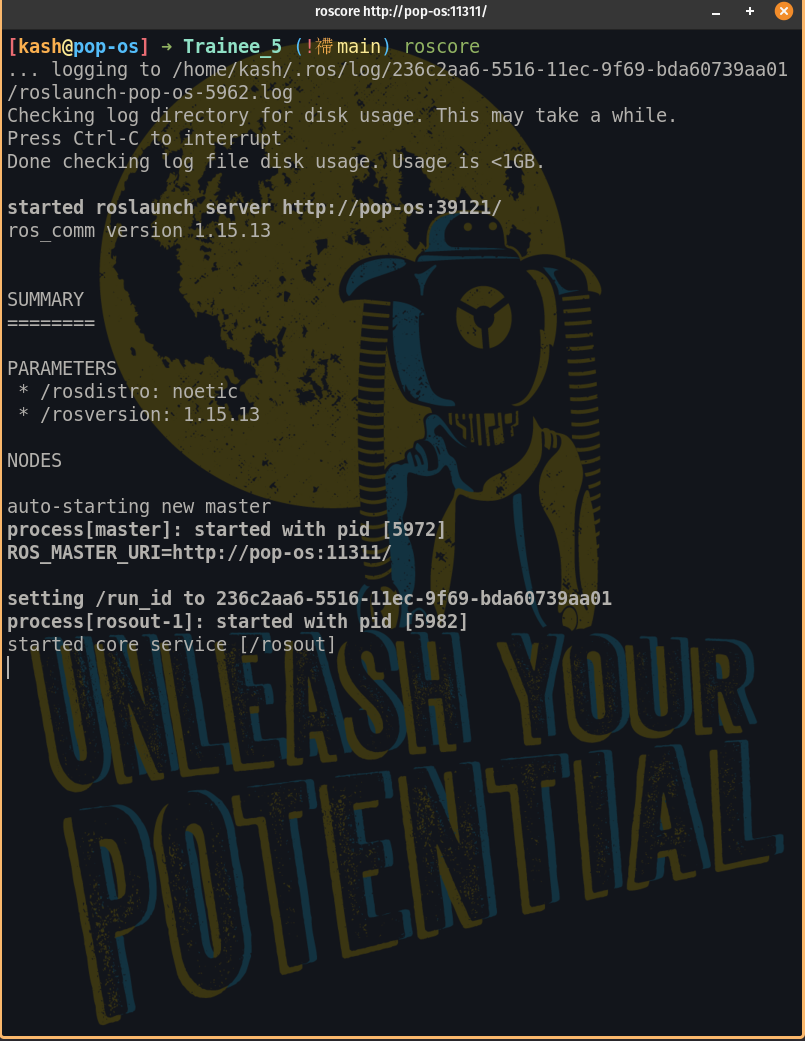 roscore http://pop-os:11311/
[kash@pop-os] → Trainee_5 (! main) roscore
... logging to /home/kash/.ros/log/236c2aa6-5516-11ec-9f69-bda60739aa01
/roslaunch-pop-os-5962.log
Checking log directory for disk usage. This may take a while.
Press Ctrl-C to interrupt
Done checking log file disk usage. Usage is <1GB.
started roslaunch server http://pop-os:39121/
ros_comm version 1.15.13
SUMMARY
========
PARAMETERS
 * /rosdistro: noetic
 * /rosversion: 1.15.13
NODES
auto-starting new master
process[master]: started with pid [5972]
ROS_MASTER_URI=http://pop-os:11311/
setting /run_id to 236c2aa6-5516-11ec-9f69-bda60739aa01
process[rosout-1]: started with pid [5982]
started core service [/rosout]
UNLEASH YOUR
POTENTIAL